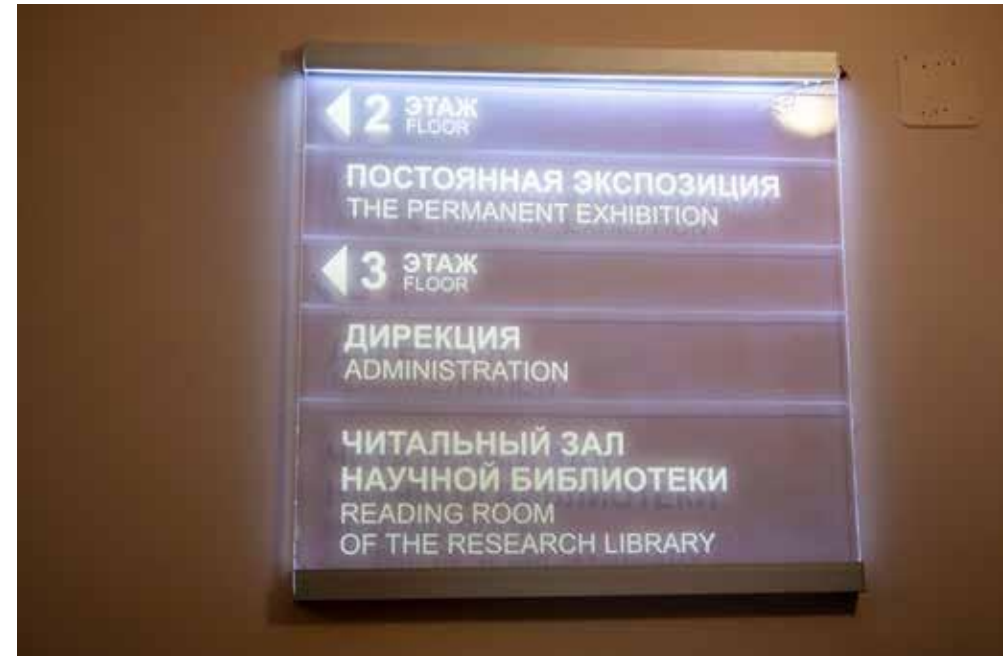 2 ЭТАЖ
FLOOR
ПОСТОЯННАЯ ЭКСПОЗИЦИЯ
THE PERMANENT EXHIBITION
3 ЭТАЖ
FLOOR
ДИРЕКЦИЯ
ADMINISTRATION
ЧИТАЛЬНЫЙ ЗАЛ
НАУЧНОЙ БИБЛИОТЕКИ
READING ROOM
OF THE RESEARCH LIBRARY